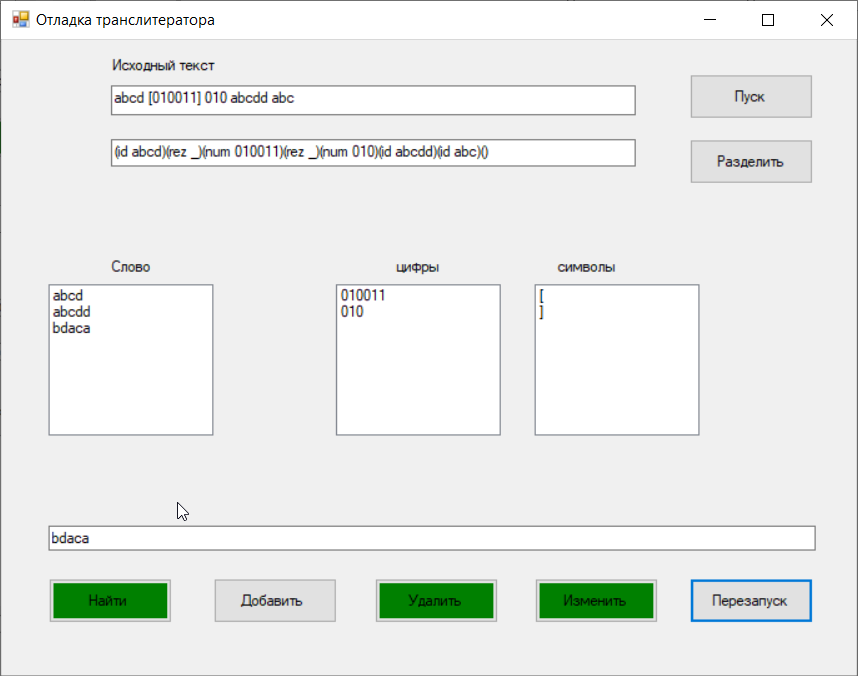 Отладка транслитератора
Исходный текст
abcd [010011] 010 abcdd abc
Пуск
(id abcd)(rez _)(num 010011)(rez _)(num 010)(id abcdd)(id abc)()
Разделить
Слово
цифры
символы
abcd
abcdd
bdaca
010011
010
[
]
bdaca
Найти
Добавить
Удалить
Изменить
Перезапуск